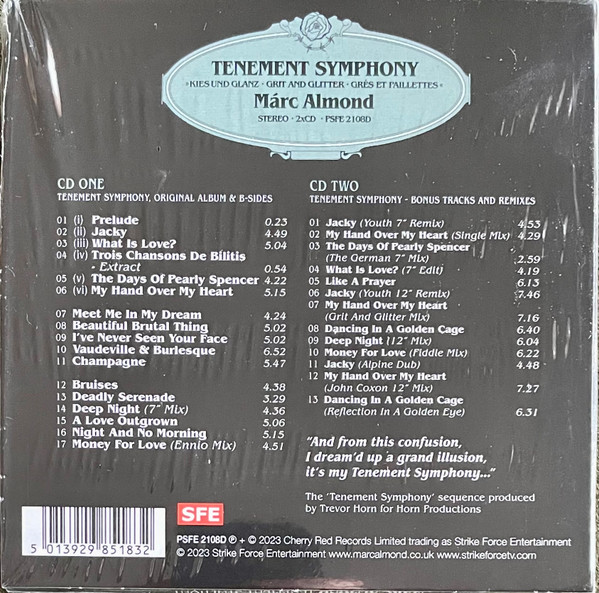 TENEMENT SYMPHONY
»KIES UND GLANZ • GRIT AND GLITTER • GRÈS ET PAILLETTES«
Márc Almond
STEREO • 2xCD • PSFE 2108D
CD ONE
TENEMENT SYMPHONY, ORIGINAL ALBUM & B-SIDES
01 (i) Prelude 0.23
02 (ii) Jacky 4.49
03 (iii) What Is Love? 5.04
04 (iv) Trois Chansons De Bilitis
- Extract 0.54
05 (v) The Days Of Pearly Spencer 4.22
06 (vi) My Hand Over My Heart 5.15
07 Meet Me In My Dream 4.24
08 Beautiful Brutal Thing 5.02
09 I've Never Seen Your Face 5.02
10 Vaudeville & Burlesque 6.52
11 Champagne 5.47
12 Bruises 4.38
13 Deadly Serenade 3.29
14 Deep Night (7" Mix) 4.36
15 A Love Outgrown 5.06
16 Night And No Morning 5.15
17 Money For Love (Ennio Mix) 4.51
CD TWO
TENEMENT SYMPHONY - BONUS TRACKS AND REMIXES
01 Jacky (Youth 7" Remix) 4.53
02 My Hand Over My Heart (Single Mix) 4.29
03 The Days Of Pearly Spencer
(The German 7" Mix) 2.59
04 What Is Love? (7" Edit) 4.19
05 Like A Prayer 6.13
06 Jacky (Youth 12" Remix) 7.46
07 My Hand Over My Heart
(Grit And Glitter Mix) 7.16
08 Dancing In A Golden Cage 6.40
09 Deep Night (12" Mix) 6.04
10 Money For Love (Fiddle Mix) 6.22
11 Jacky (Alpine Dub) 4.48
12 My Hand Over My Heart
(John Coxon 12" Mix) 7.27
13 Dancing In A Golden Cage
(Reflection In A Golden Eye) 6.31
"And from this confusion,
I dream'd up a grand illusion,
it's my Tenement Symphony..."
The 'Tenement Symphony' sequence produced
by Trevor Horn for Horn Productions
SFE
5 013929 851832
PSFE 2108D ℗ + © 2023 Cherry Red Records Limited trading as Strike Force Entertainment
© 2023 Strike Force Entertainment www.marcalmond.co.uk www.strikeforcetv.com